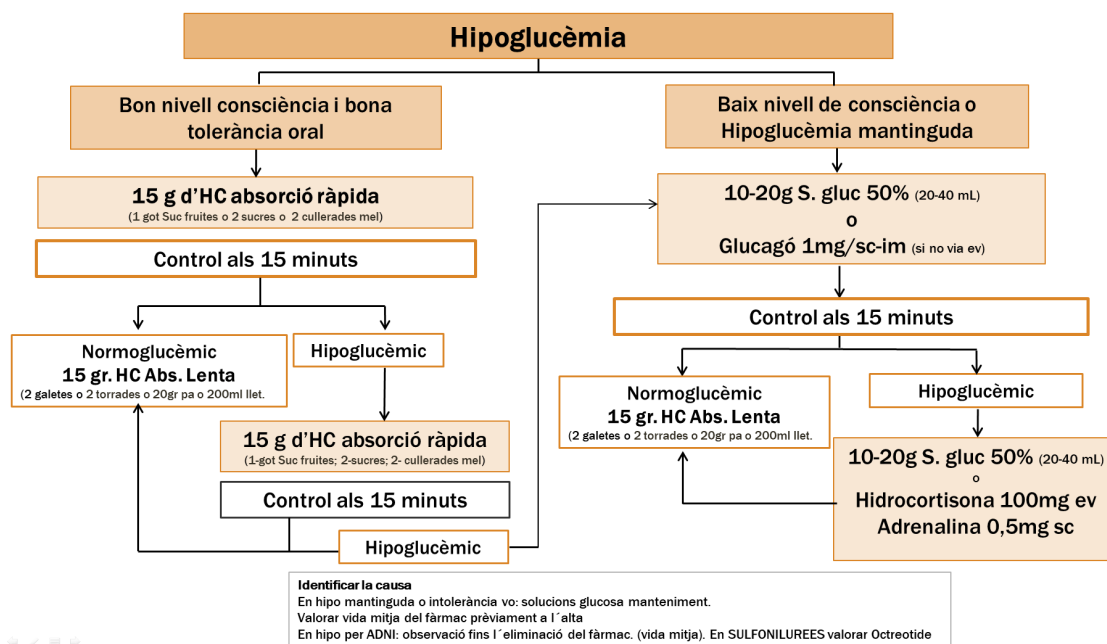 Hipoglucèmia
Bon nivell consciència i bona
tolerància oral
15 g d'HC absorció ràpida
(1 got Suc fruites o 2 sucres o 2 cullerades mel)
Control als 15 minuts
Normoglucèmic
15 gr. HC Abs. Lenta
(2 galetes o 2 torrades o 20gr pa o 200ml llet.
Hipoglucèmic
15 g d'HC absorció ràpida
(1-got Suc fruites; 2-sucres; 2- cullerades mel)
Control als 15 minuts
Hipoglucèmic
Baix nivell de consciència o
Hipoglucèmia mantinguda
10-20g S. gluc 50% (20-40 mL)
o
Glucagó 1mg/sc-im (si no via ev)
Control als 15 minuts
Normoglucèmic
15 gr. HC Abs. Lenta
(2 galetes o 2 torrades o 20gr pa o 200ml llet.
Hipoglucèmic
10-20g S. gluc 50% (20-40 mL)
o
Hidrocortisona 100mg ev
Adrenalina 0,5mg sc
Identificar la causa
En hipo mantinguda o intolerància vo: solucions glucosa manteniment.
Valorar vida mitja del fàrmac prèviament a l´alta
En hipo per ADNI: observació fins l´eliminació del fàrmac. (vida mitja). En SULFONILUREES valorar Octreotide